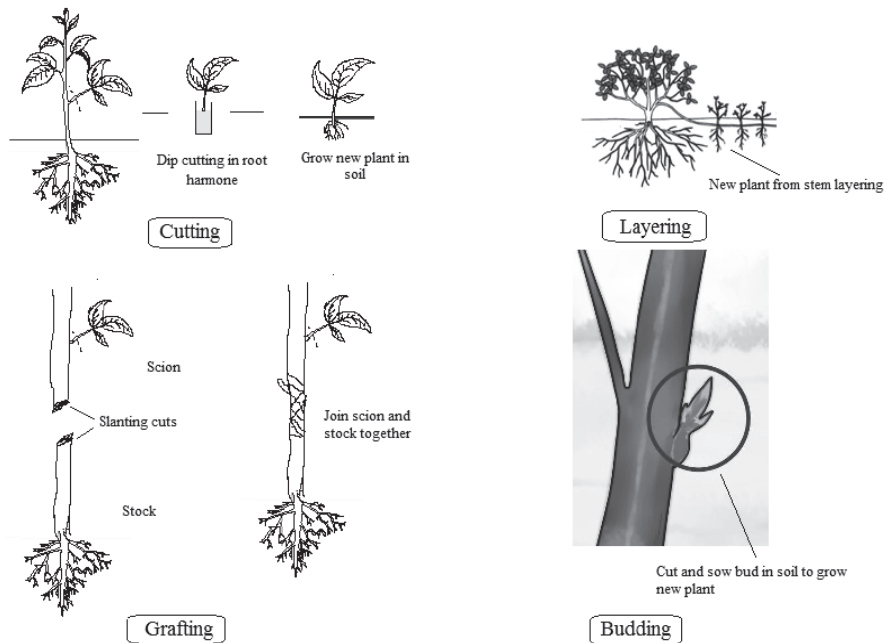 Dip cutting in root
harmone
Grow new plant in
soil
Cutting
New plant from stem layering
Layering
Scion
Slanting cuts
Stock
Join scion and
stock together
Grafting
Cut and sow bud in soil to grow
new plant
Budding